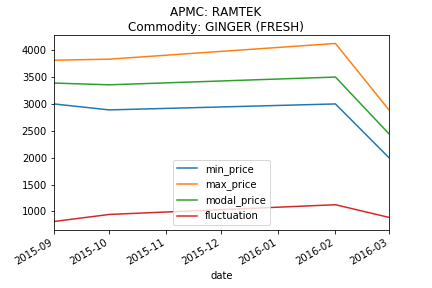 APMC: RAMTEK
Commodity: GINGER (FRESH)
4000
3500
3000
2500
2000
1500
1000
min_price
max_price
modal_price
fluctuation
2015-09
2015-10
2015-11
2015-12
2016-01
2016-02
2016-03
date